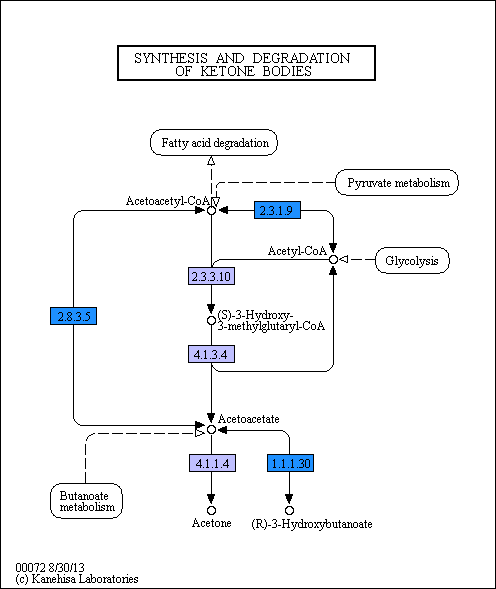 SYNTHESIS AND DEGRADATION
OF KETONE BODIES
Fatty acid degradation
Pyruvate metabolism
Acetoacetyl-CoA
2.3.1.9
Acetyl-CoA
Glycolysis
2.3.3.10
2.8.3.5
(S)-3-Hydroxy-
3-methylglutaryl-CoA
4.1.3.4
Acetoacetate
4.1.1.4
1.1.1.30
Butanoate
metabolism
Acetone
(R)-3-Hydroxybutanoate
00072 8/30/13
(c) Kanehisa Laboratories